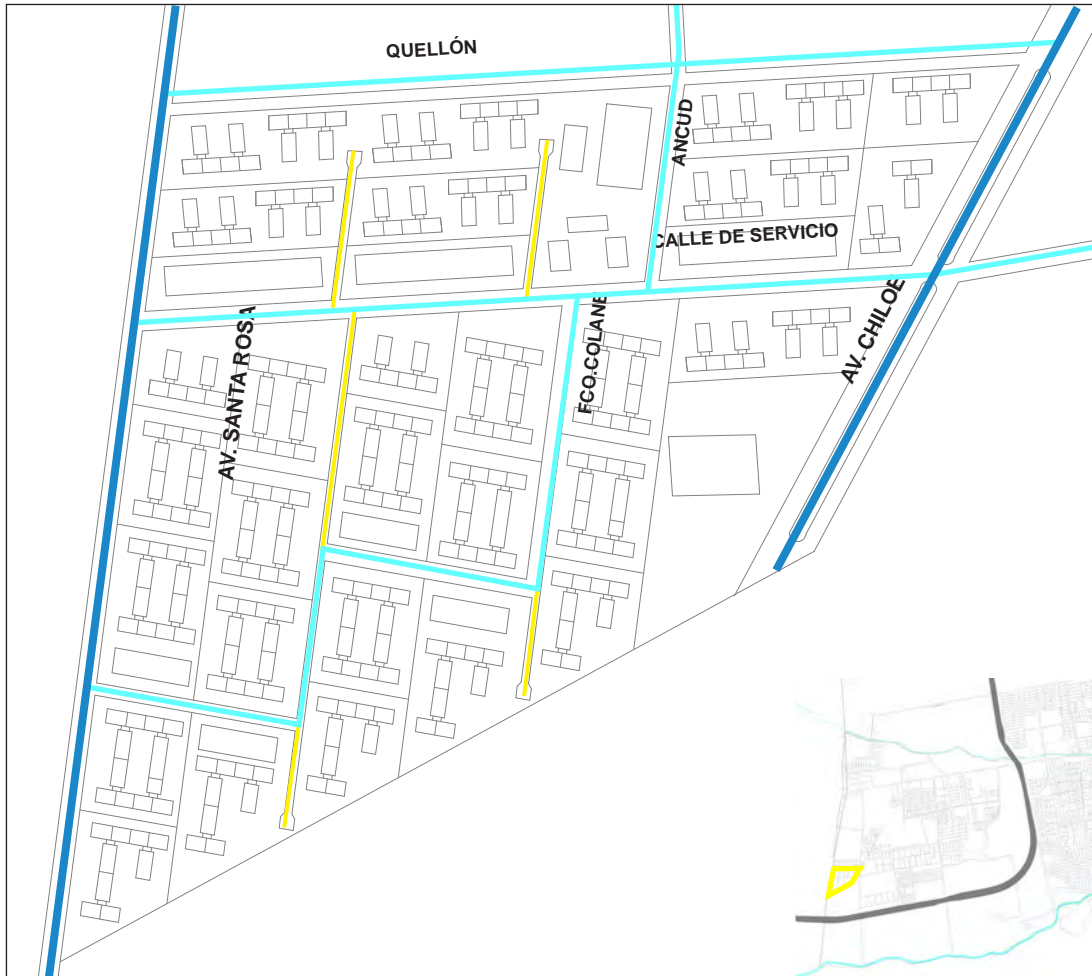 QUELLÓN
ANCUD
CALLE DE SERVICIO
AV. SANTA ROSA
FCO.COLANE
AV. CHILOE